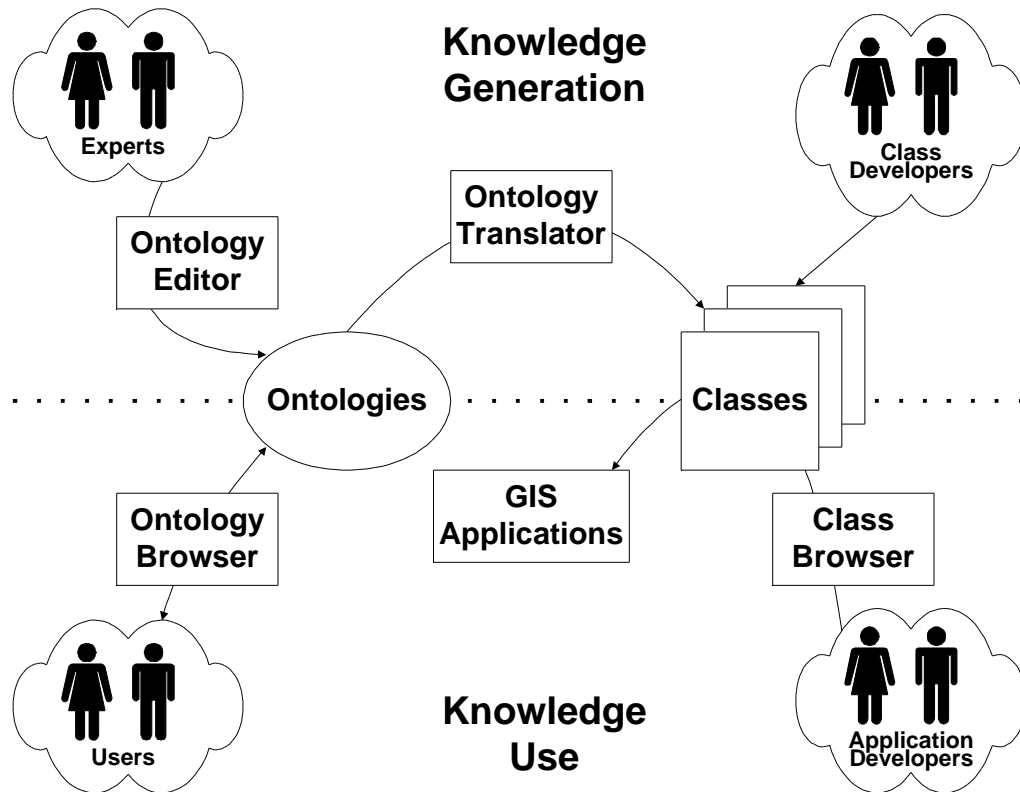 Knowledge
Generation
Experts
Class
Developers
Ontology
Translator
Ontology
Editor
Ontologies
Classes
GIS
Applications
Ontology
Browser
Class
Browser
Users
Knowledge
Use
Application
Developers